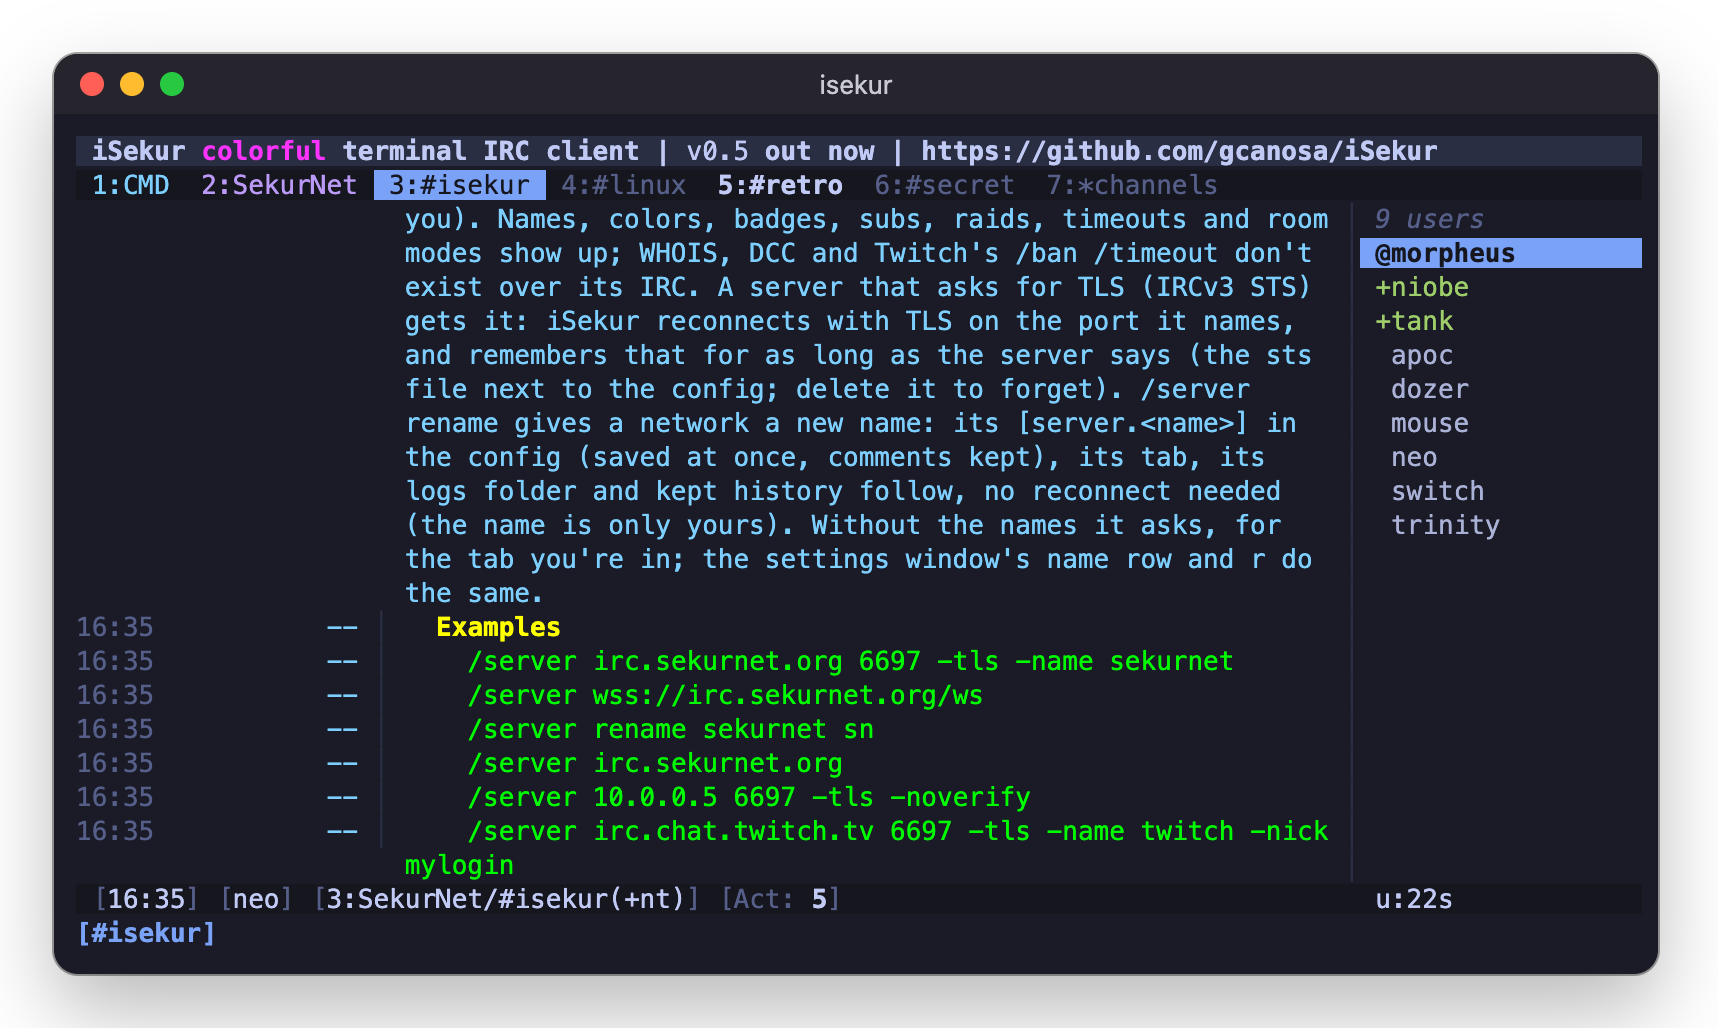 isekur
iSekur colorful terminal IRC client | v0.5 out now | https://github.com/gcanosa/iSekur
1:CMD 2:SekurNet 3:#isekur 4:#linux 5:#retro 6:#secret 7:*channels
you). Names, colors, badges, subs, raids, timeouts and room
modes show up; WHOIS, DCC and Twitch's /ban /timeout don't
exist over its IRC. A server that asks for TLS (IRCv3 STS)
gets it: iSekur reconnects with TLS on the port it names,
and remembers that for as long as the server says (the sts
file next to the config; delete it to forget). /server
rename gives a network a new name: its [server.<name>] in
the config (saved at once, comments kept), its tab, its
logs folder and kept history follow, no reconnect needed
(the name is only yours). Without the names it asks, for
the tab you're in; the settings window's name row and r do
the same.
16:35 -- Examples
16:35 -- /server irc.sekurnet.org 6697 -tls -name sekurnet
16:35 -- /server wss://irc.sekurnet.org/ws
16:35 -- /server rename sekurnet sn
16:35 -- /server irc.sekurnet.org
16:35 -- /server 10.0.0.5 6697 -tls -noverify
16:35 -- /server irc.chat.twitch.tv 6697 -tls -name twitch -nick
mylogin
9 users
@morpheus
+niobe
+tank
apoc
dozer
mouse
neo
switch
trinity
[16:35] [neo] [3:SekurNet/#isekur(+nt)] [Act: 5] u:22s
[#isekur]